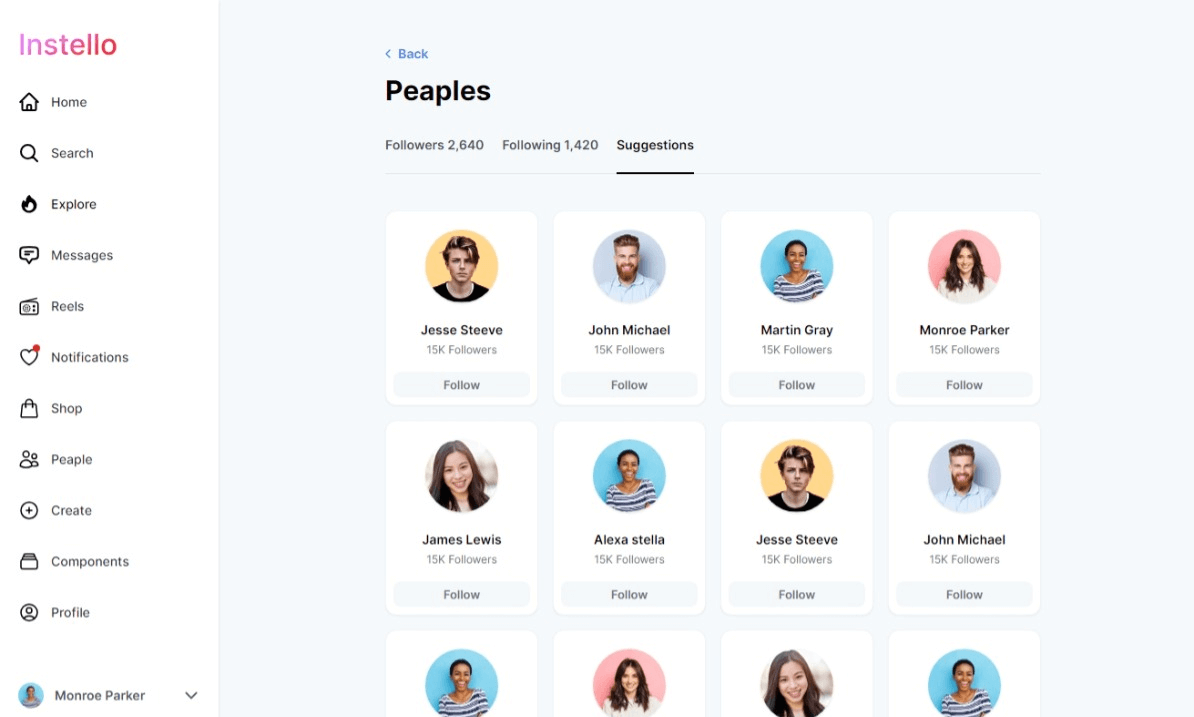 Instello
Home
Search
Explore
Messages
Reels
Notifications
Shop
Peaple
Create
Components
Profile
Monroe Parker
Back
Peaples
Followers 2,640 Following 1,420 Suggestions
Jesse Steeve John Michael Martin Gray Monroe Parker
15K Followers 15K Followers 15K Followers 15K Followers
Follow Follow Follow Follow
James Lewis Alexa stella Jesse Steeve John Michael
15K Followers 15K Followers 15K Followers 15K Followers
Follow Follow Follow Follow